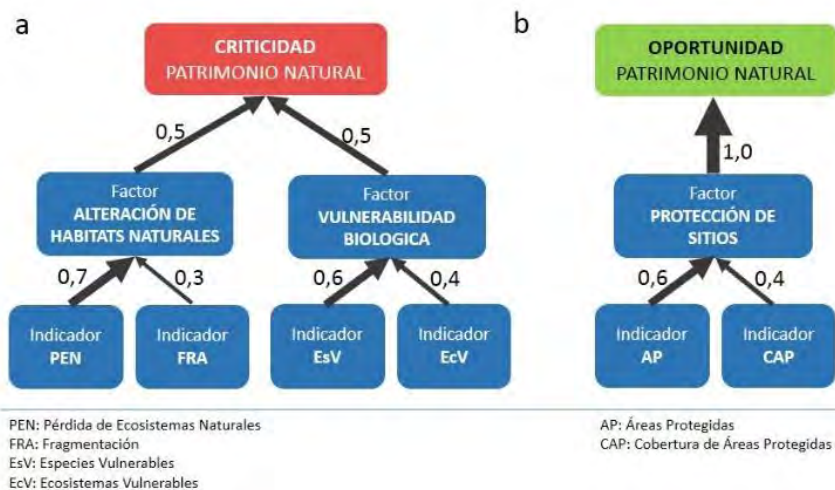 a
CRITICIDAD
PATRIMONIO NATURAL
0,5
0,5
Factor
ALTERACIÓN DE
HABITATS NATURALES
Factor
VULNERABILIDAD
BIOLOGICA
0,7
0,3
0,6
0,4
Indicador
PEN
Indicador
FRA
Indicador
EsV
Indicador
EcV
PEN: Pérdida de Ecosistemas Naturales
FRA: Fragmentación
EsV: Especies Vulnerables
EcV: Ecosistemas Vulnerables
b
OPORTUNIDAD
PATRIMONIO NATURAL
1,0
Factor
PROTECCIÓN DE
SITIOS
0,6
0,4
Indicador
AP
Indicador
CAP
AP: Áreas Protegidas
CAP: Cobertura de Áreas Protegidas